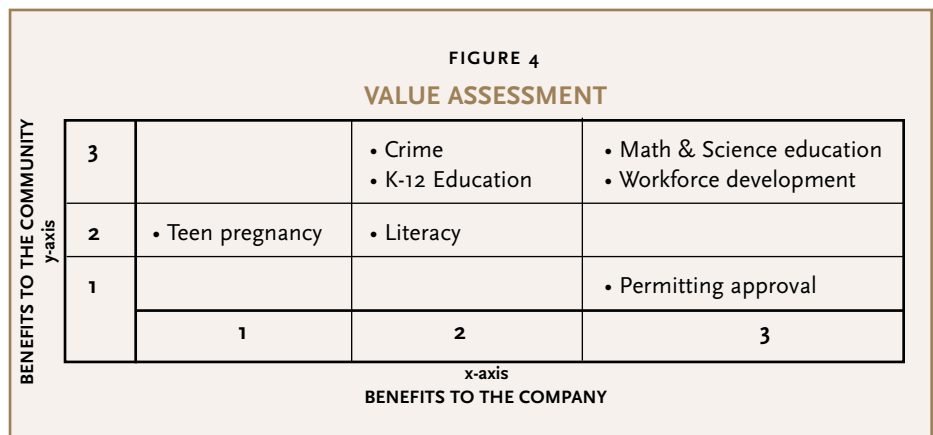 FIGURE 4
VALUE ASSESSMENT
BENEFITS TO THE COMMUNITY
y-axis
3
• Crime
• K-12 Education
• Math & Science education
• Workforce development
2
• Teen pregnancy
• Literacy
1
• Permitting approval
1
2
3
x-axis
BENEFITS TO THE COMPANY